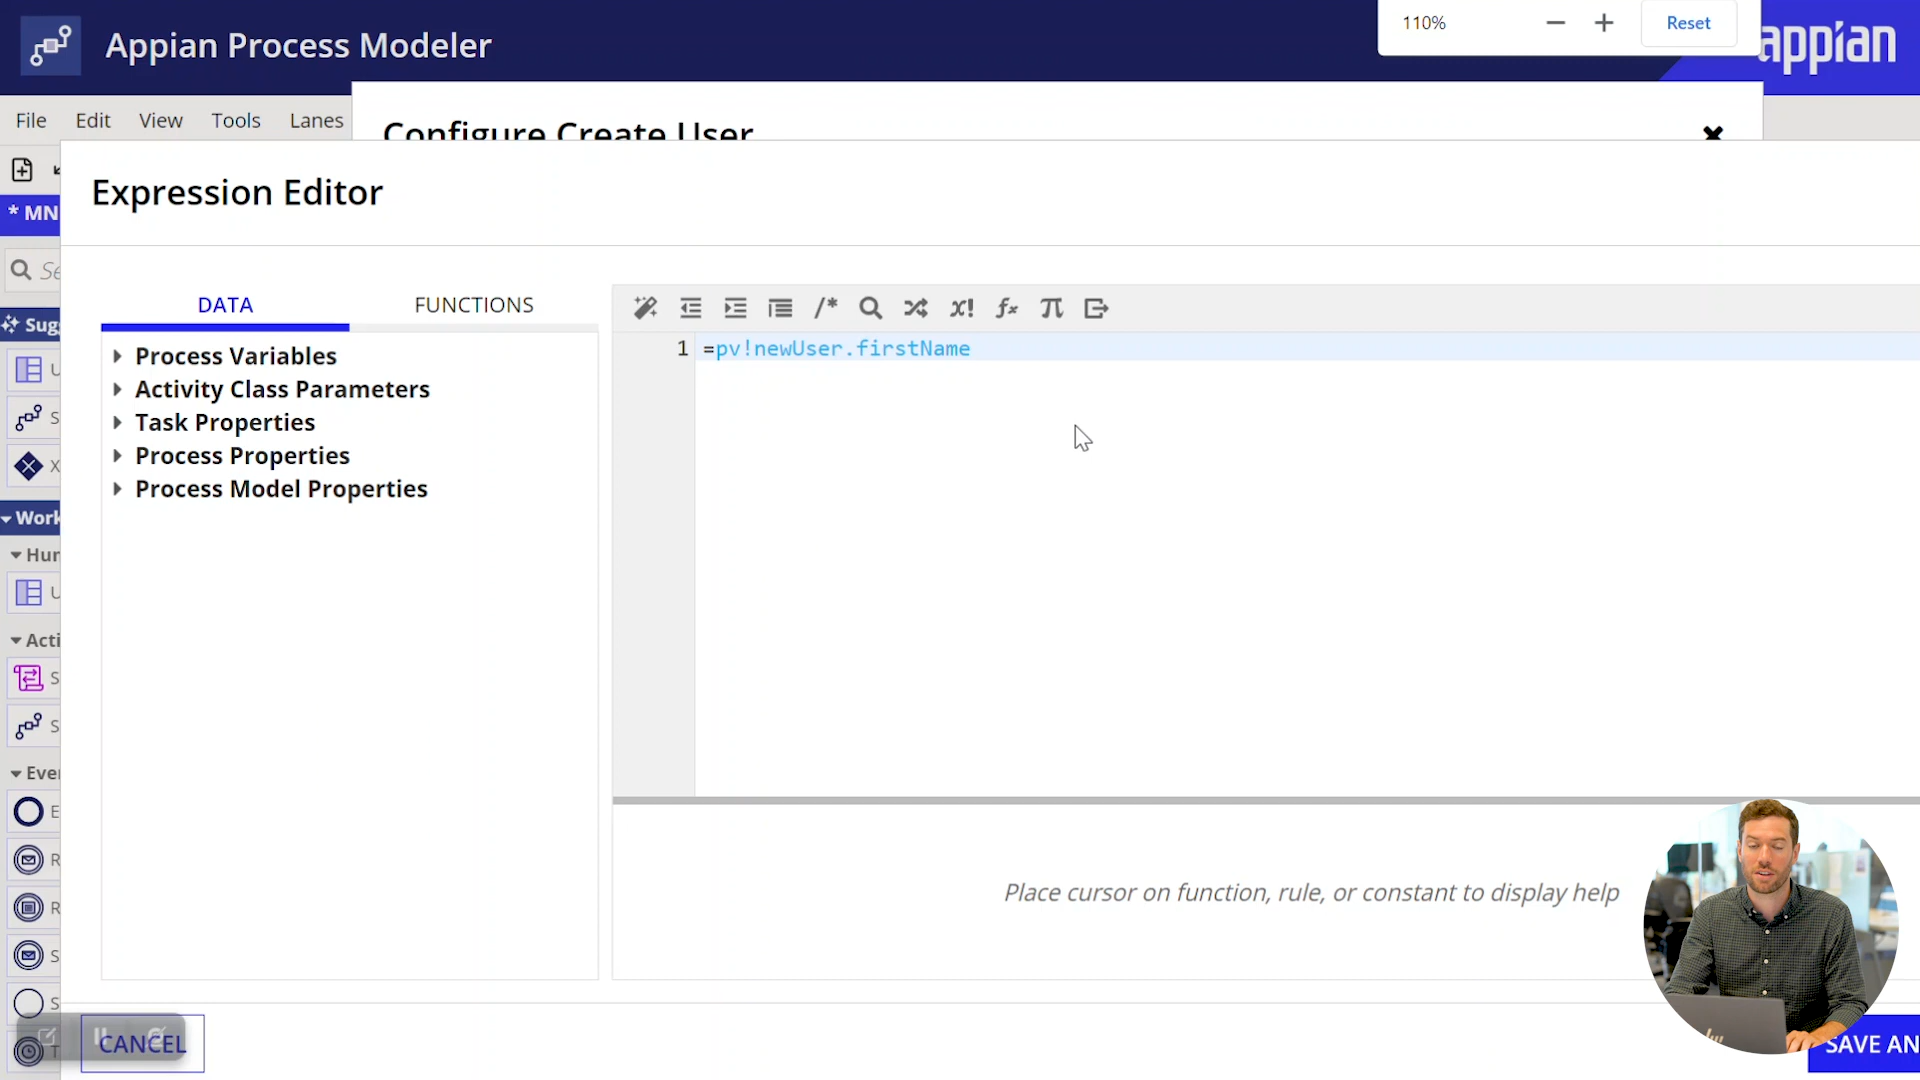 Appian Process Modeler
110%
Reset
appian
File Edit View Tools Lanes
Configure Create User
* MN
Expression Editor
Se
Sug
DATA FUNCTIONS
Process Variables
Activity Class Parameters
Task Properties
Process Properties
Process Model Properties
/*
x!
1 =pv!newUser.firstName
U
S
X
Work
Hur
U
Acti
S
S
Ever
E
R
R
S
S
T
Place cursor on function, rule, or constant to display help
CANCEL
SAVE AN